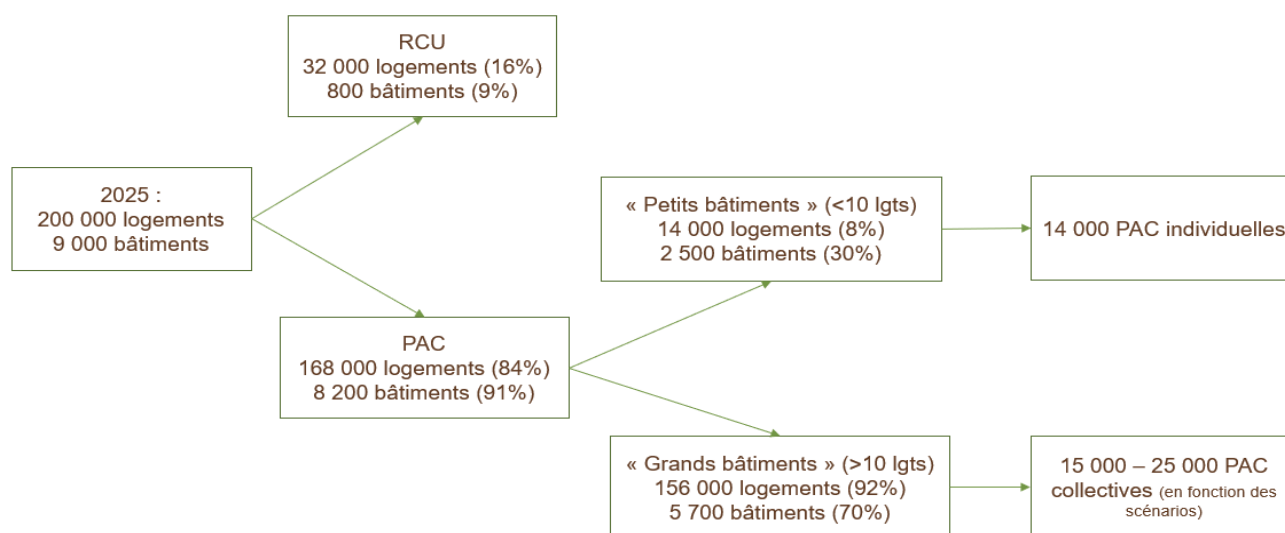 RCU
32 000 logements (16%)
800 bâtiments (9%)
2025 :
200 000 logements
9 000 bâtiments
PAC
168 000 logements (84%)
8 200 bâtiments (91%)
« Petits bâtiments » (<10 lgts)
14 000 logements (8%)
2 500 bâtiments (30%)
14 000 PAC individuelles
« Grands bâtiments » (>10 lgts)
156 000 logements (92%)
5 700 bâtiments (70%)
15 000 – 25 000 PAC
collectives (en fonction des
scénarios)